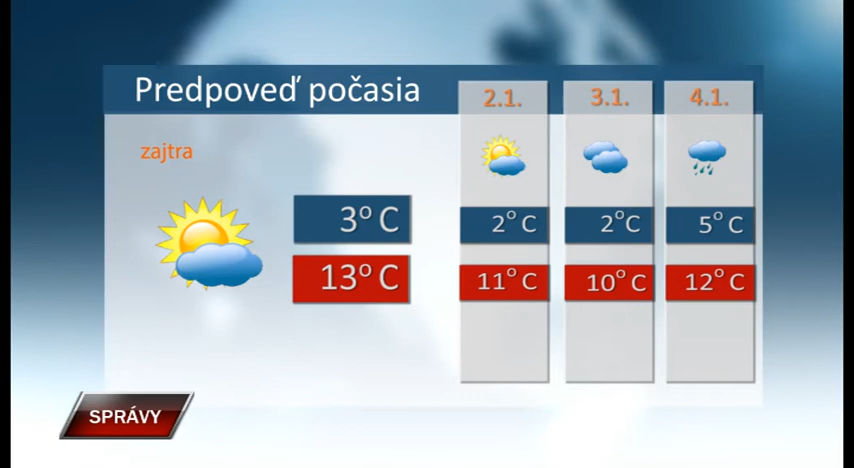 Predpoveď počasia
zajtra
3° C
13° C
2.1.
2° C
11° C
3.1.
2°C
10° C
4.1.
5° C
12° C
SPRÁVY